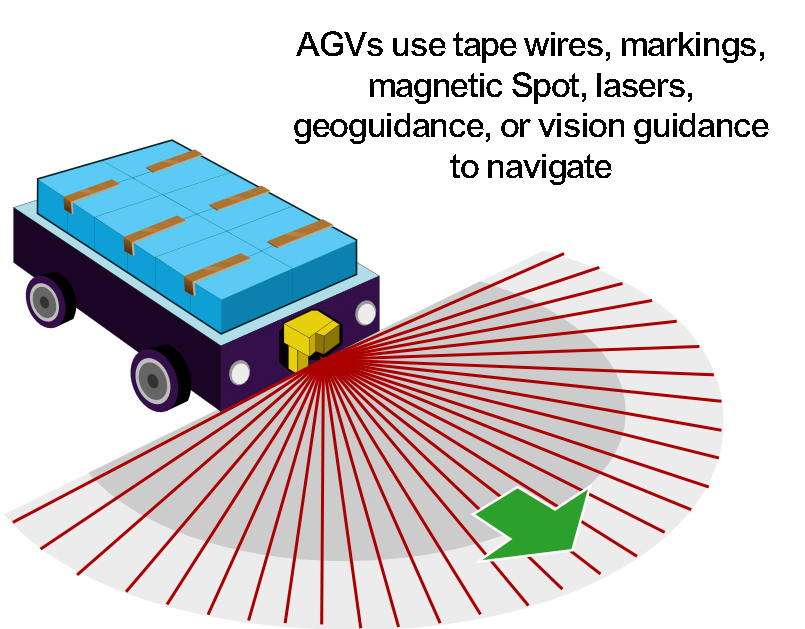 AGVs use tape wires, markings,
magnetic Spot, lasers,
geoguidance, or vision guidance
to navigate